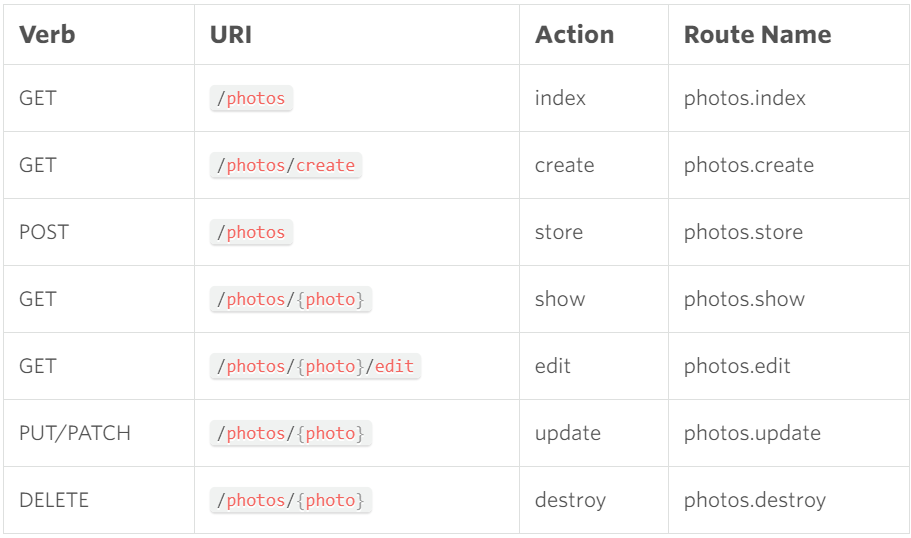 Verb URI Action Route Name
GET /photos index photos.index
GET /photos/create create photos.create
POST /photos store photos.store
GET /photos/{photo} show photos.show
GET /photos/{photo}/edit edit photos.edit
PUT/PATCH /photos/{photo} update photos.update
DELETE /photos/{photo} destroy photos.destroy